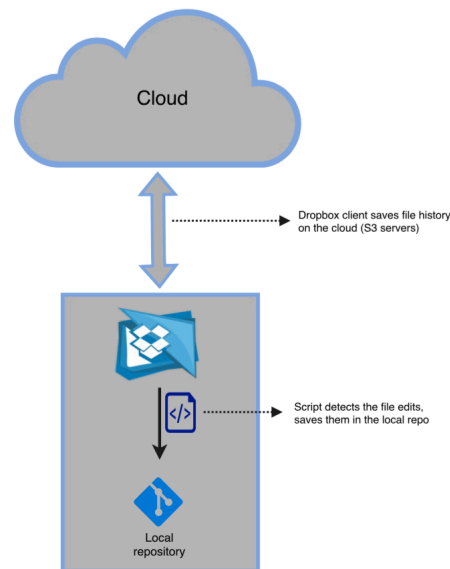 Cloud
Dropbox client saves file history
on the cloud (S3 servers)
</>
Script detects the file edits,
saves them in the local repo
Local
repository